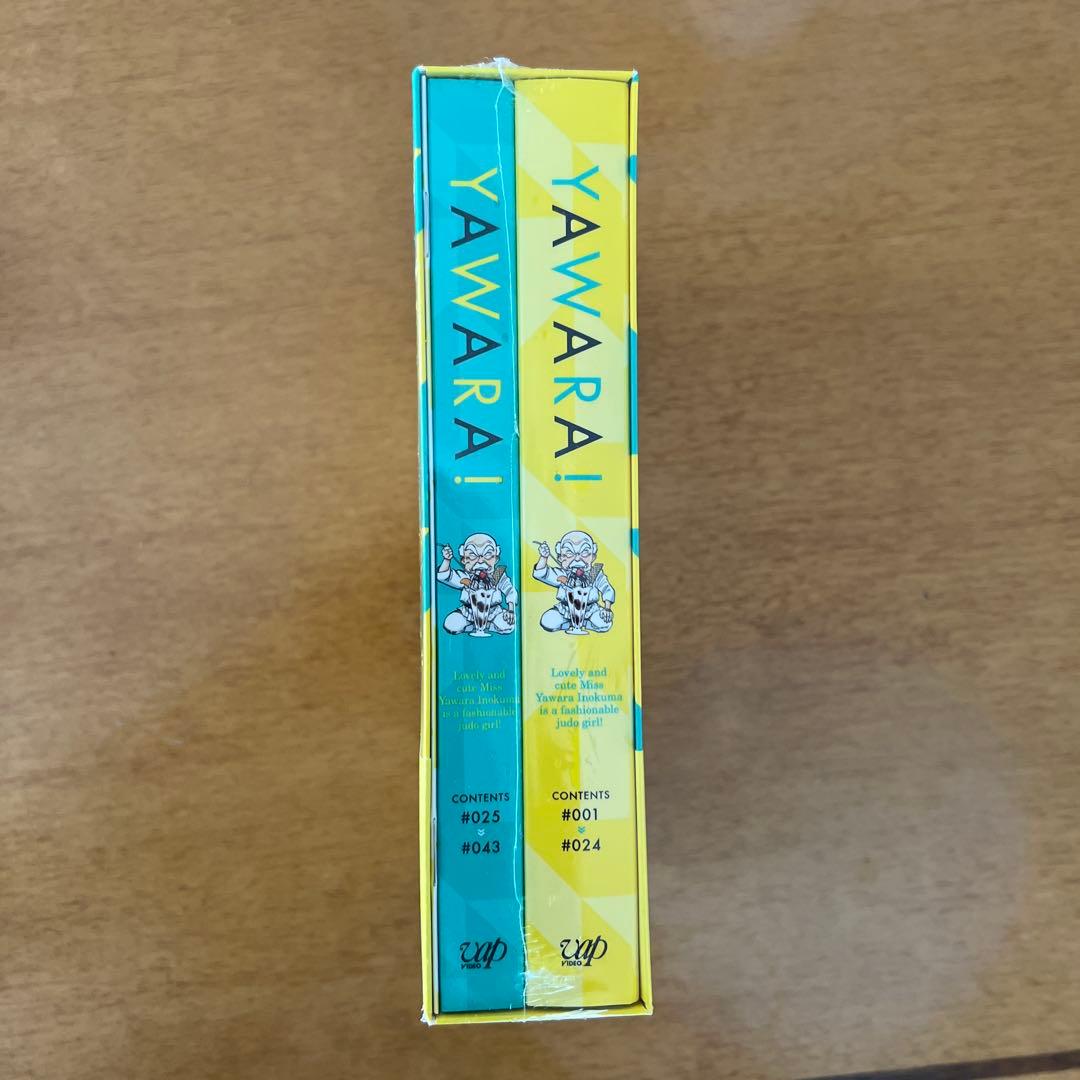 YAWARA!
Lovely and
cute Miss
Yawara Inokuma
is a fashionable
judo girl!
CONTENTS
#025
#043
vap
VIDEO
YAWARA!
Lovely and
cute Miss
Yawara Inokuma
is a fashionable
judo girl!
CONTENTS
#001
#024
vap
VIDEO